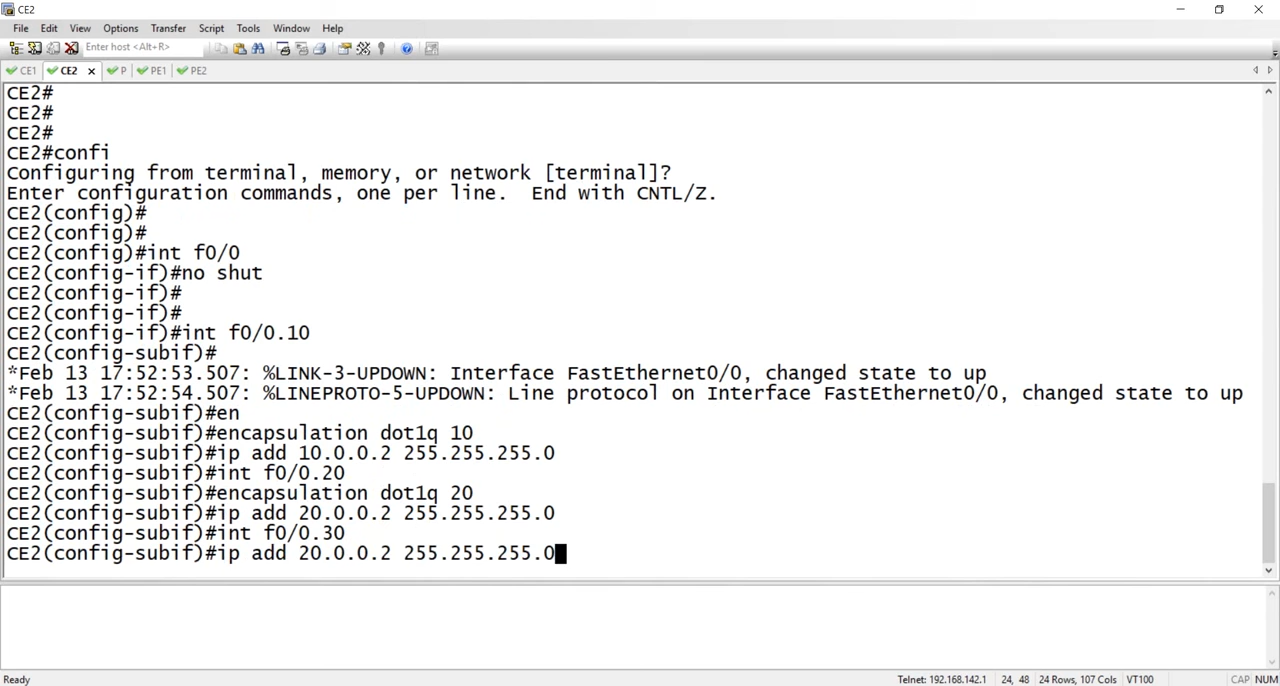 CE2
File Edit View Options Transfer Script Tools Window Help
Enter host <Alt+R>
CE1 CE2 P PE1 PE2
CE2#
CE2#
CE2#
CE2#confi
Configuring from terminal, memory, or network [terminal]?
Enter configuration commands, one per line.  End with CNTL/Z.
CE2(config)#
CE2(config)#
CE2(config)#int f0/0
CE2(config-if)#no shut
CE2(config-if)#
CE2(config-if)#
CE2(config-if)#int f0/0.10
CE2(config-subif)#
*Feb 13 17:52:53.507: %LINK-3-UPDOWN: Interface FastEthernet0/0, changed state to up
*Feb 13 17:52:54.507: %LINEPROTO-5-UPDOWN: Line protocol on Interface FastEthernet0/0, changed state to up
CE2(config-subif)#en
CE2(config-subif)#encapsulation dot1q 10
CE2(config-subif)#ip add 10.0.0.2 255.255.255.0
CE2(config-subif)#int f0/0.20
CE2(config-subif)#encapsulation dot1q 20
CE2(config-subif)#ip add 20.0.0.2 255.255.255.0
CE2(config-subif)#int f0/0.30
CE2(config-subif)#ip add 20.0.0.2 255.255.255.0
Ready Telnet: 192.168.142.1 24, 48 24 Rows, 107 Cols VT100 CAP NUM